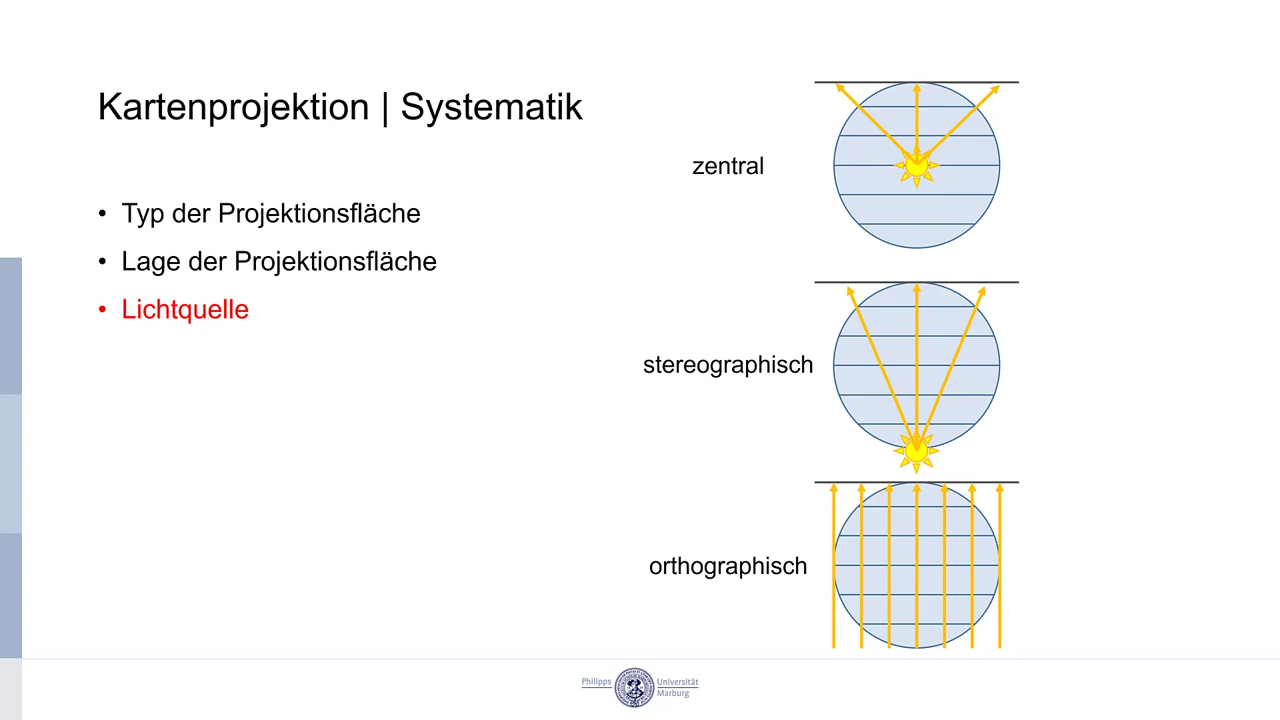 Kartenprojektion | Systematik
• Typ der Projektionsfläche
• Lage der Projektionsfläche
• Lichtquelle
zentral
stereographisch
orthographisch
Philipps Universität
Marburg